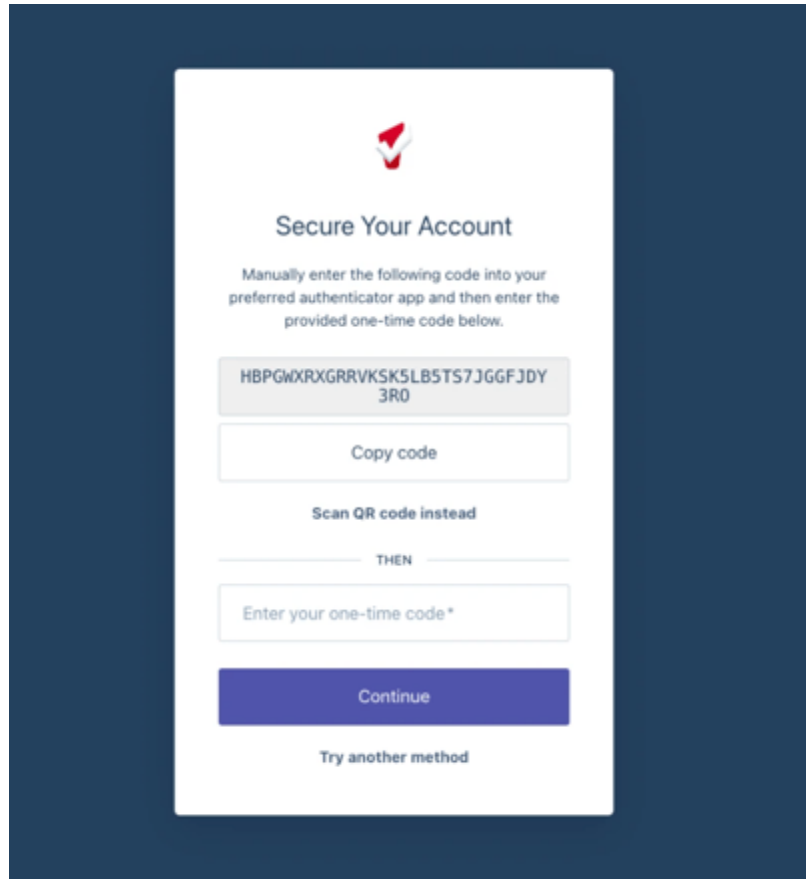 Secure Your Account
Manually enter the following code into your
preferred authenticator app and then enter the
provided one-time code below.
HBPGWXRXGRRVKSK5LB5TS7JGGFJDY
3RO
Copy code
Scan QR code instead
THEN
Enter your one-time code*
Continue
Try another method